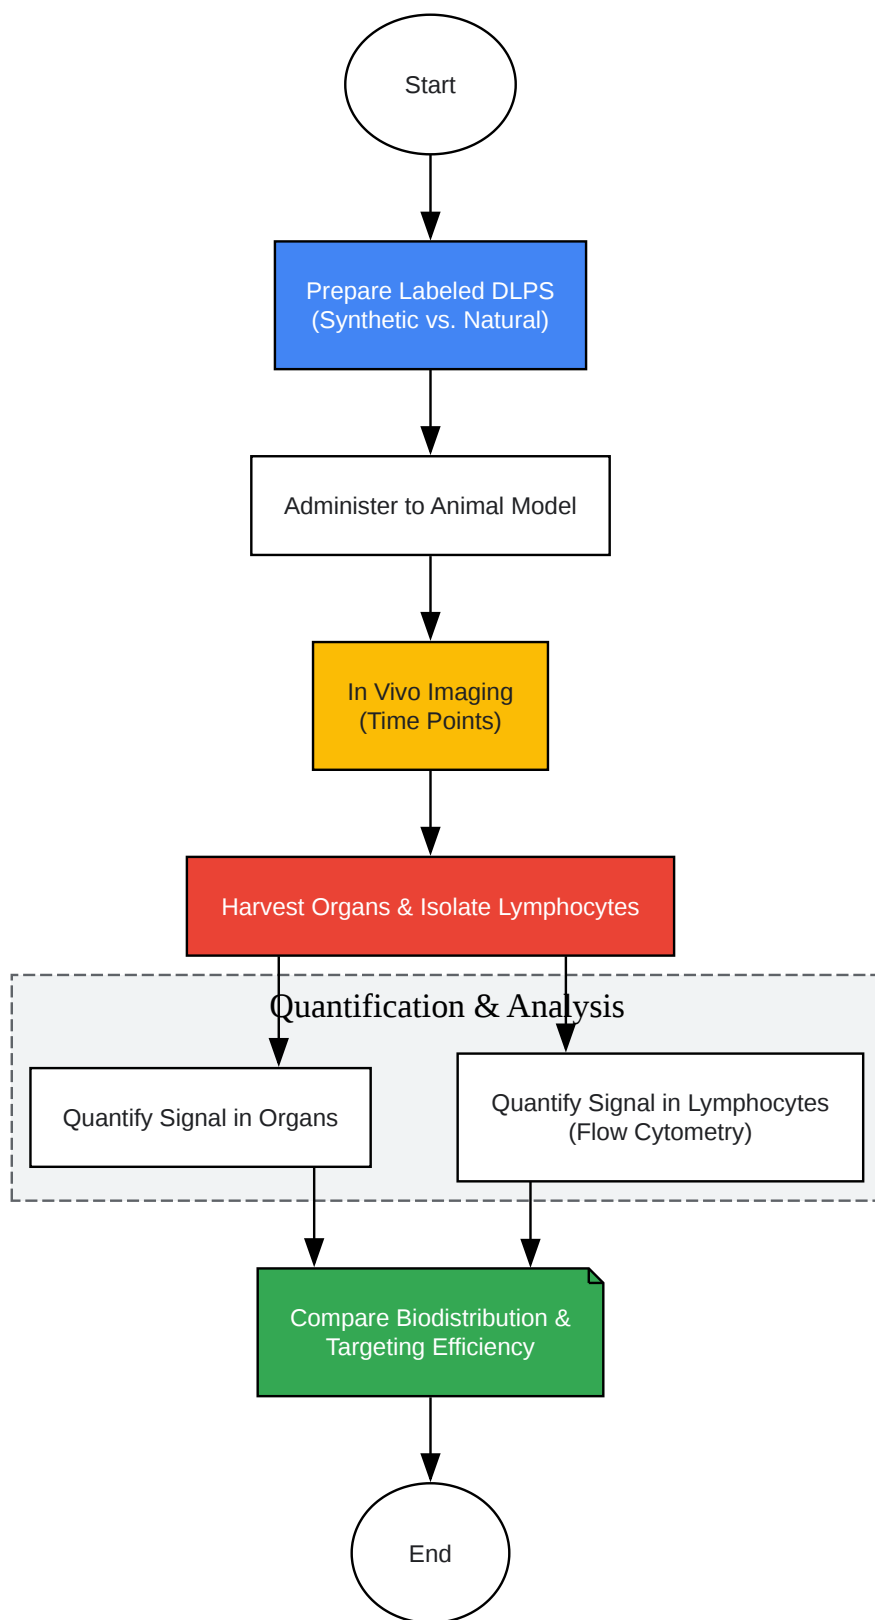 Start
Prepare Labeled DLPS
(Synthetic vs. Natural)
Administer to Animal Model
In Vivo Imaging
(Time Points)
Harvest Organs & Isolate Lymphocytes
Quantification & Analysis
Quantify Signal in Organs
Quantify Signal in Lymphocytes
(Flow Cytometry)
Compare Biodistribution &
Targeting Efficiency
End